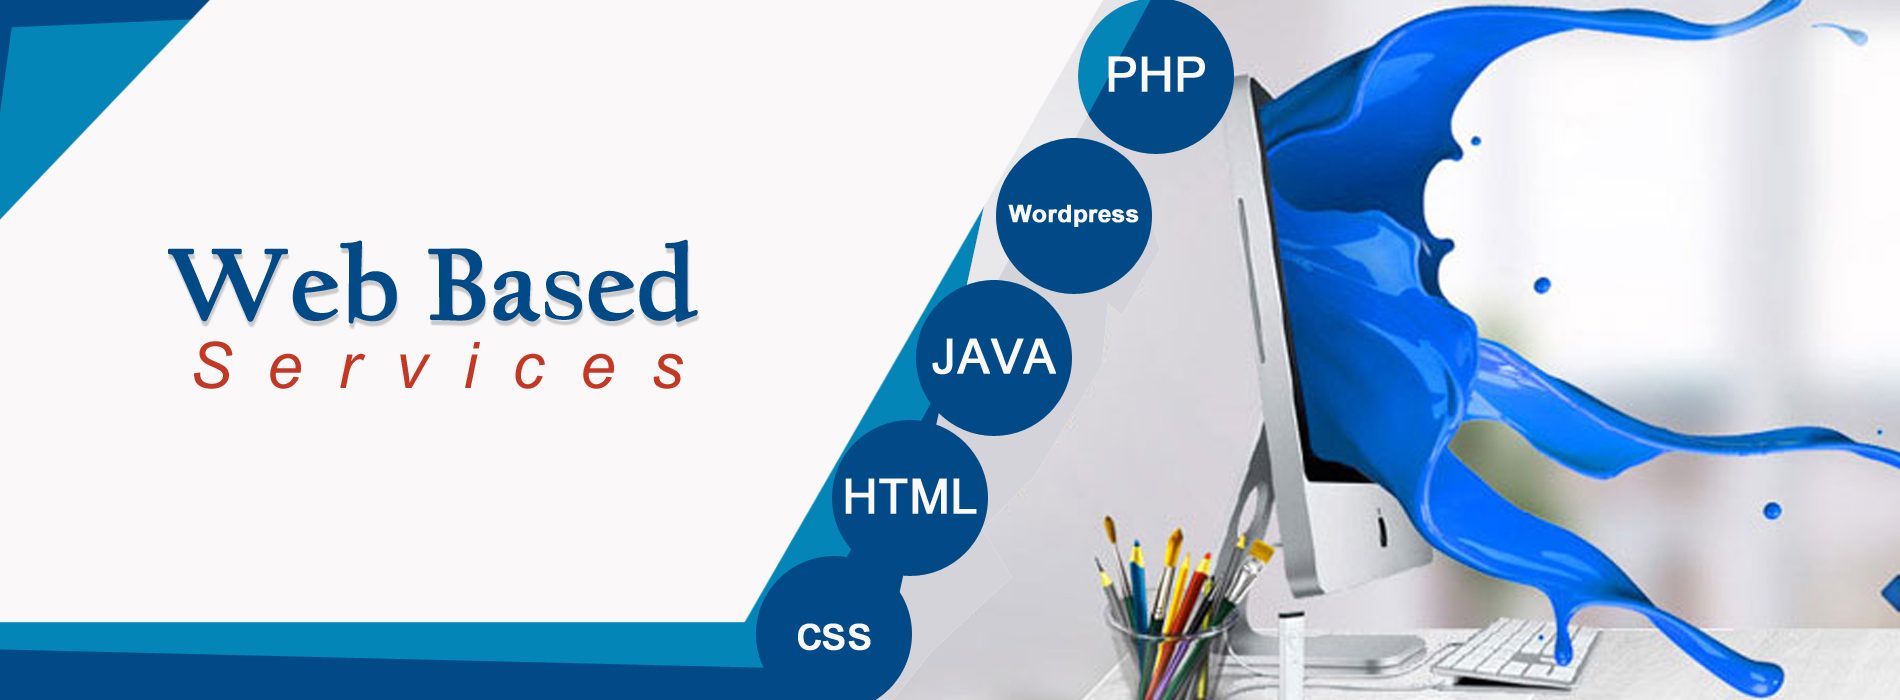 Web Based
Services
PHP
Wordpress
JAVA
HTML
CSS